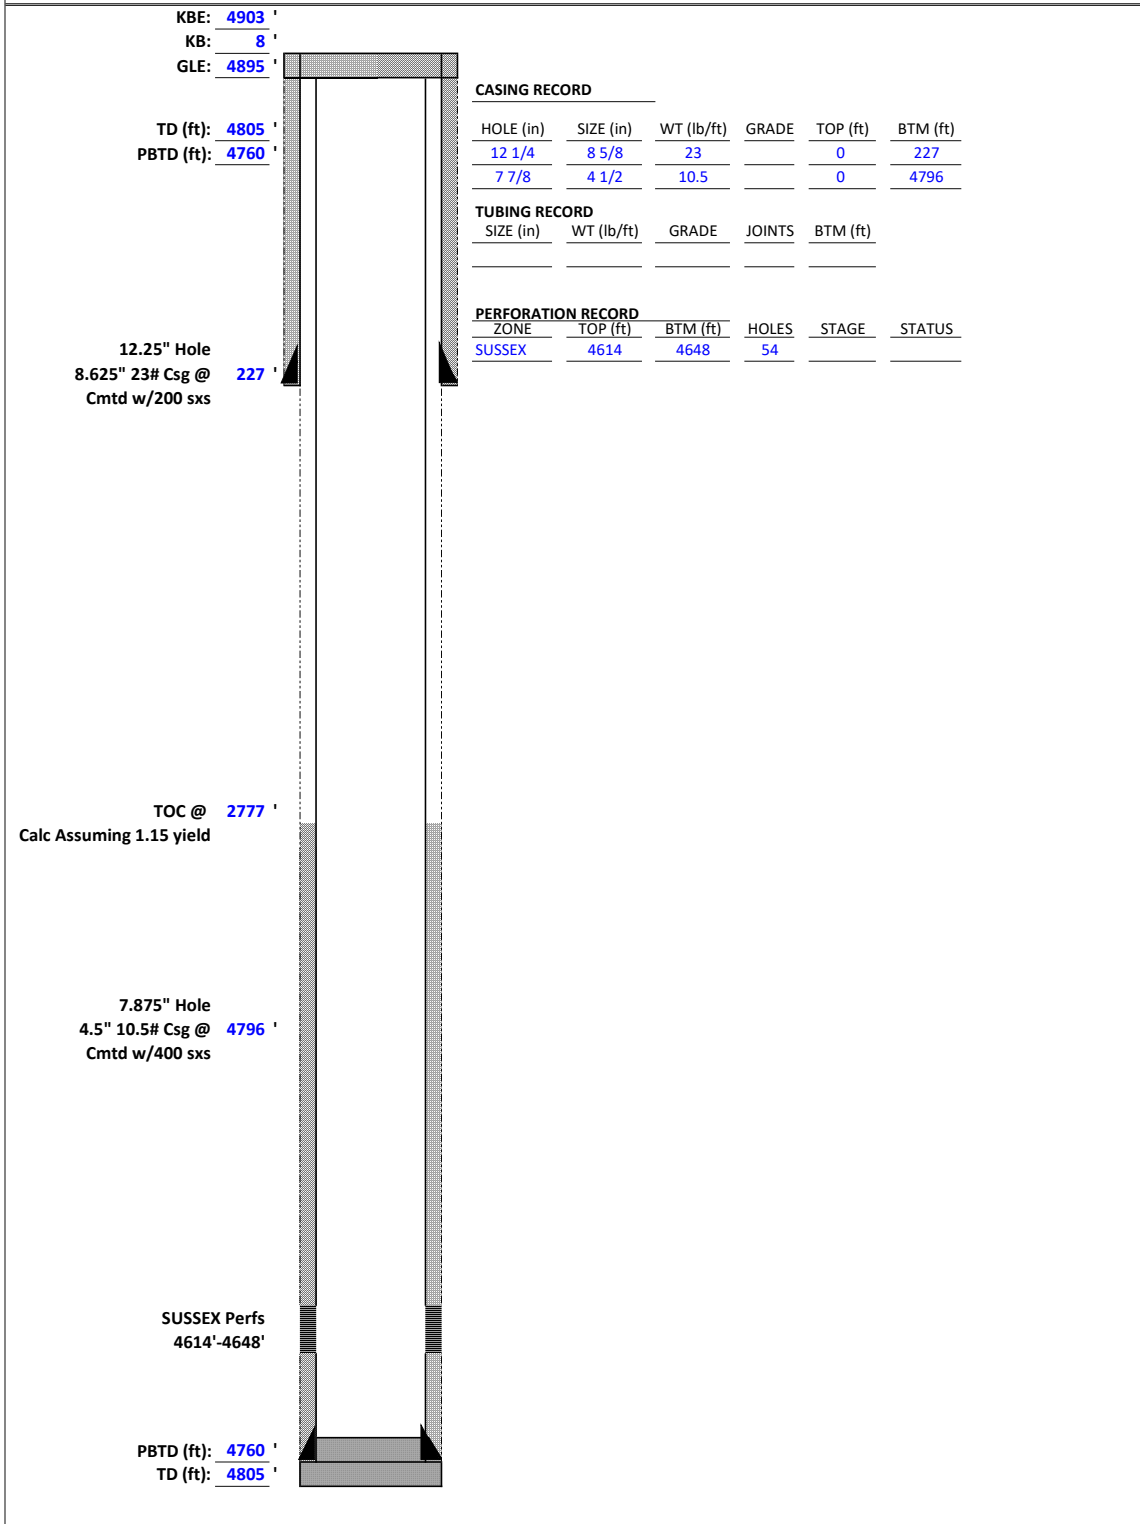 KBE: 4903 '
KB: 8 '
GLE: 4895 '
TD (ft): 4805 '
PBTD (ft): 4760 '
CASING RECORD
HOLE (in) SIZE (in) WT (lb/ft) GRADE TOP (ft) BTM (ft)
12 1/4 8 5/8 23 0 227
7 7/8 4 1/2 10.5 0 4796
TUBING RECORD
SIZE (in) WT (lb/ft) GRADE JOINTS BTM (ft)
PERFORATION RECORD
ZONE TOP (ft) BTM (ft) HOLES STAGE STATUS
SUSSEX 4614 4648 54
12.25" Hole
8.625" 23# Csg @ 227 '
Cmtd w/200 sxs
TOC @ 2777 '
Calc Assuming 1.15 yield
7.875" Hole
4.5" 10.5# Csg @ 4796 '
Cmtd w/400 sxs
SUSSEX Perfs
4614'-4648'
PBTD (ft): 4760 '
TD (ft): 4805 '